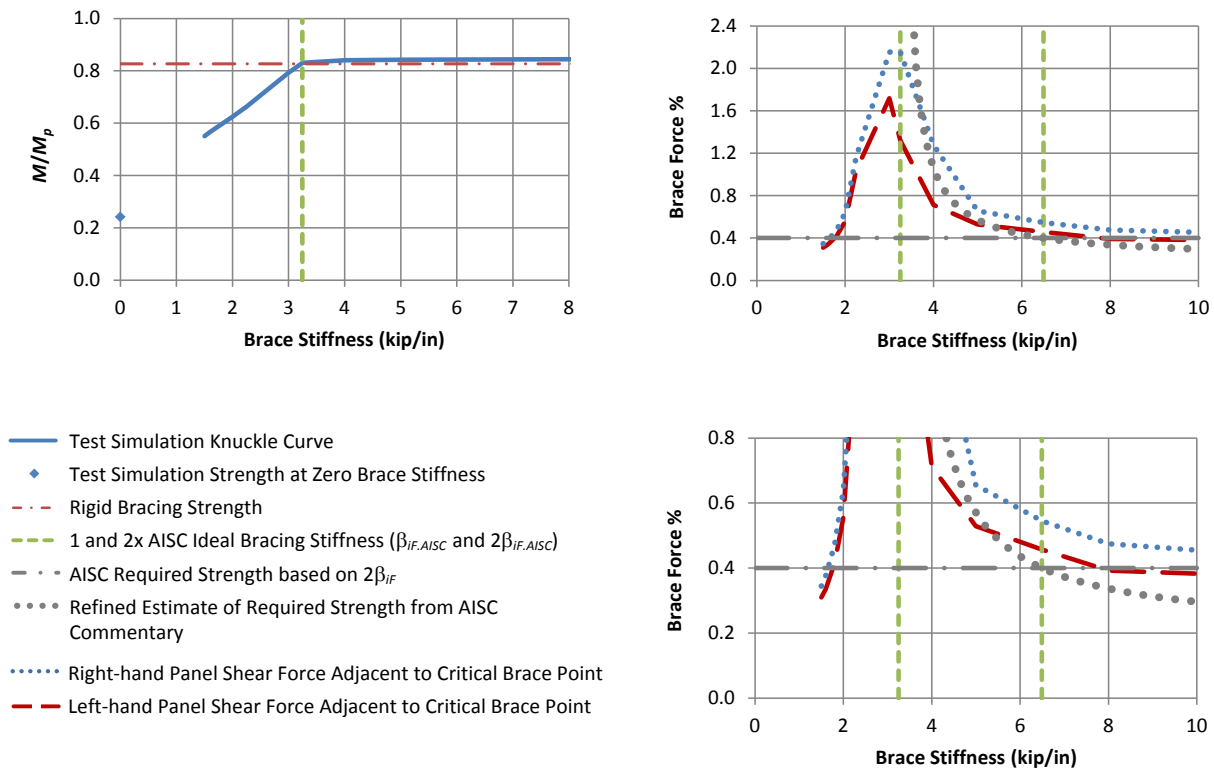 1.0
0.8
0.6
0.4
0.2
0.0
M/Mp
0 1 2 3 4 5 6 7 8
Brace Stiffness (kip/in)
2.4
2.0
1.6
1.2
0.8
0.4
0.0
Brace Force %
0 2 4 6 8 10
Brace Stiffness (kip/in)
Test Simulation Knuckle Curve
Test Simulation Strength at Zero Brace Stiffness
Rigid Bracing Strength
1 and 2x AISC Ideal Bracing Stiffness (βiF.AISC and 2βiF.AISC)
AISC Required Strength based on 2βiF
Refined Estimate of Required Strength from AISC
Commentary
Right-hand Panel Shear Force Adjacent to Critical Brace Point
Left-hand Panel Shear Force Adjacent to Critical Brace Point
0.8
0.6
0.4
0.2
0.0
Brace Force %
0 2 4 6 8 10
Brace Stiffness (kip/in)